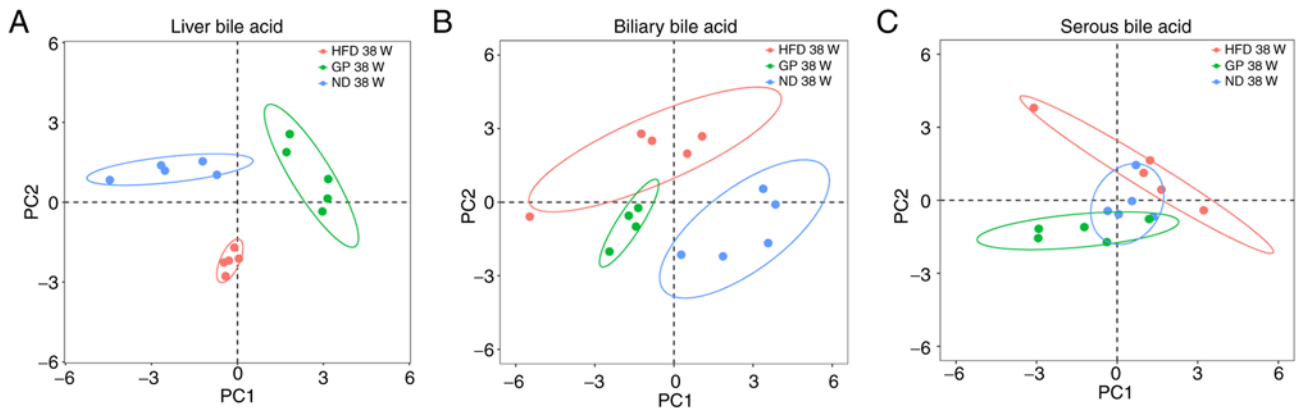 A
Liver bile acid
6
3
0
−3
−6
PC2
−6
−3
0
3
6
PC1
HFD 38 W
GP 38 W
ND 38 W
B
Biliary bile acid
6
3
0
−3
−6
PC2
−6
−3
0
3
6
PC1
HFD 38 W
GP 38 W
ND 38 W
C
Serous bile acid
6
3
0
−3
−6
PC2
−6
−3
0
3
6
PC1
HFD 38 W
GP 38 W
ND 38 W